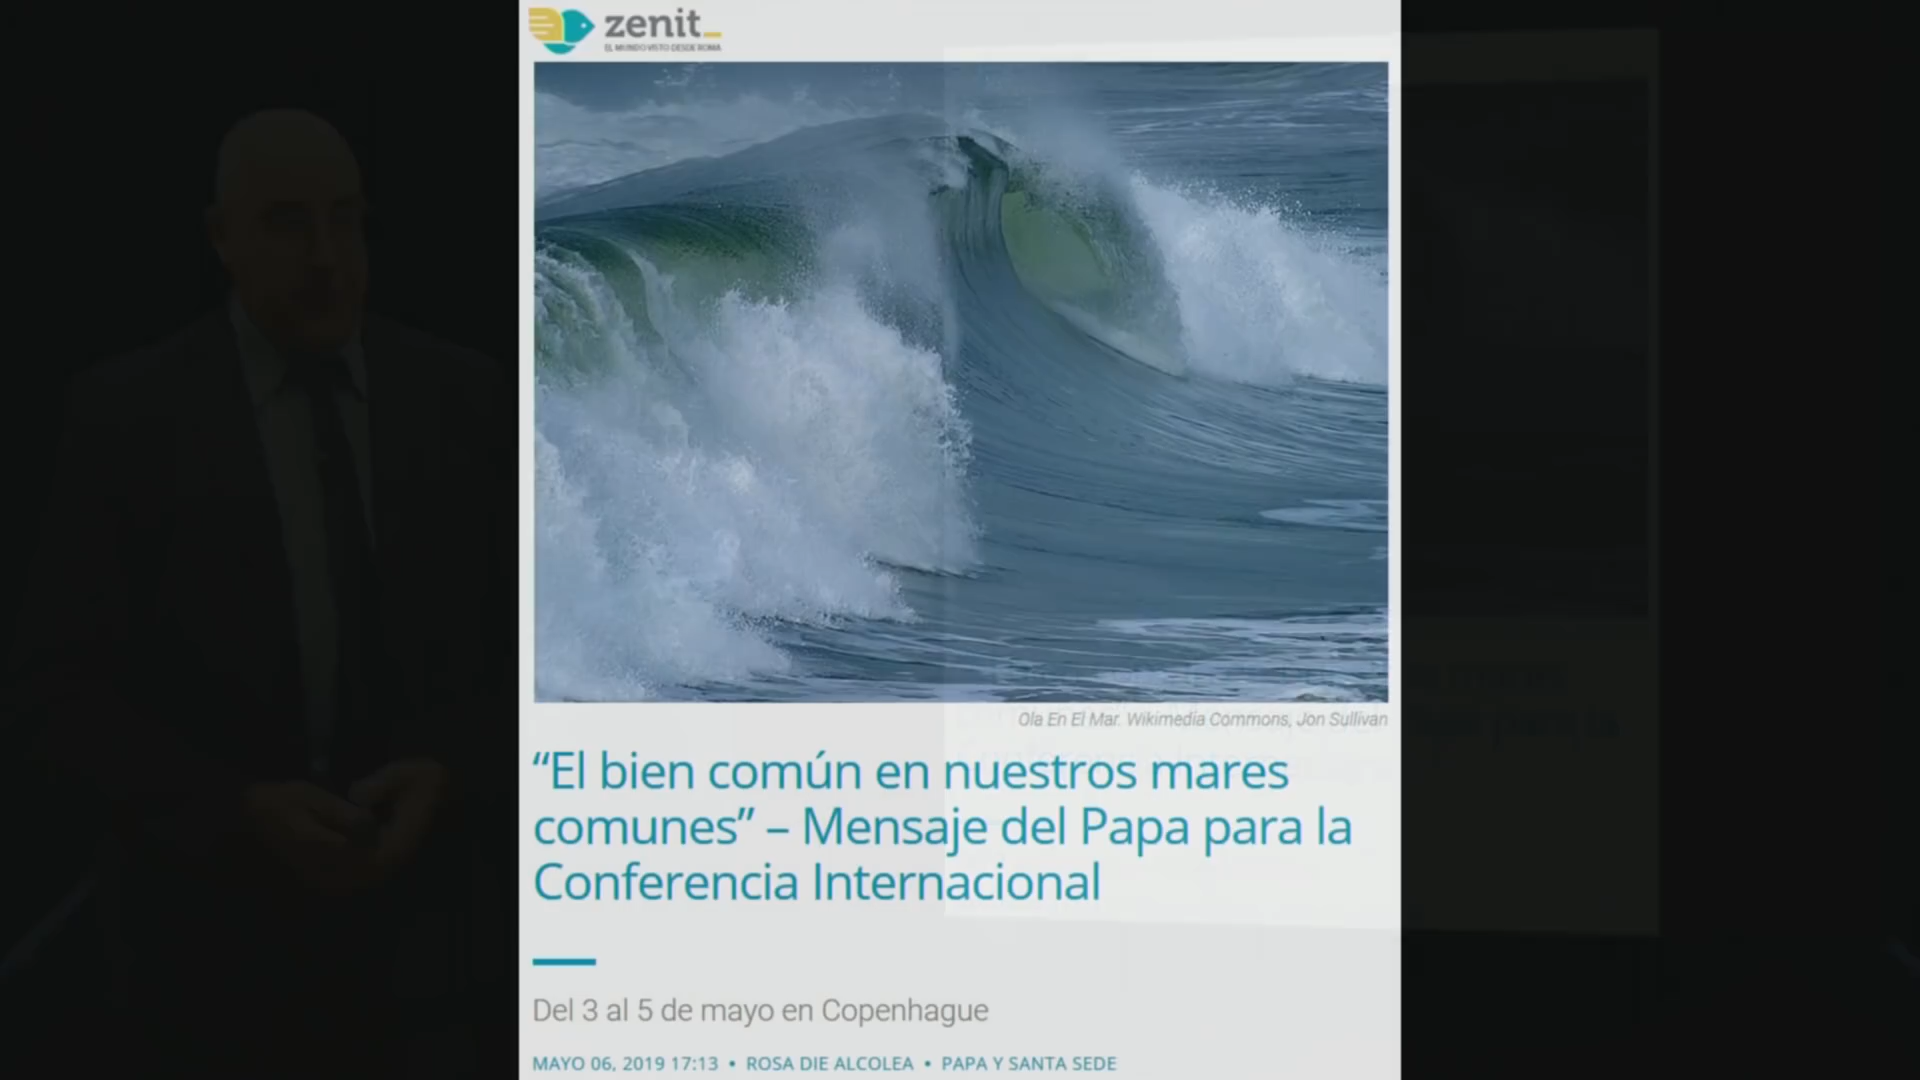 zenit_
EL MUNDO VISTO DESDE ROMA
Ola En El Mar. Wikimedia Commons, Jon Sullivan
“El bien común en nuestros mares
comunes” – Mensaje del Papa para la
Conferencia Internacional
Del 3 al 5 de mayo en Copenhague
MAYO 06, 2019 17:13 • ROSA DIE ALCOLEA • PAPA Y SANTA SEDE